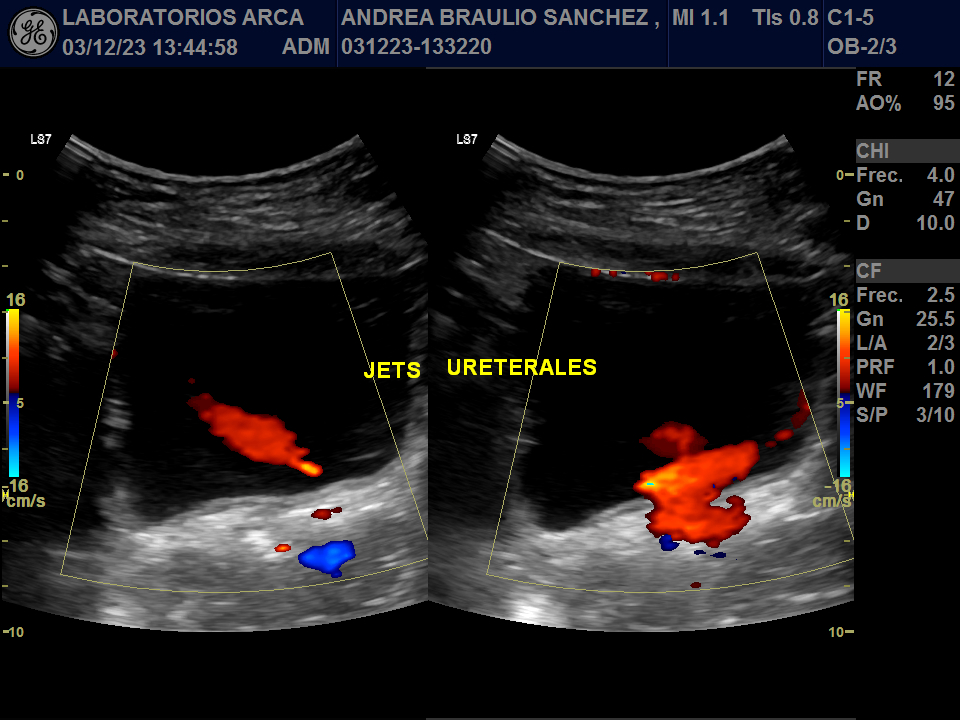 LABORATORIOS ARCA
03/12/23 13:44:58 ADM
ANDREA BRAULIO SANCHEZ ,
031223-133220
MI 1.1 TIs 0.8
C1-5
OB-2/3
FR 12
AO% 95
CHI
Frec. 4.0
Gn 47
D 10.0
CF
Frec. 2.5
Gn 25.5
L/A 2/3
PRF 1.0
WF 179
S/P 3/10
LS7
0
16
5
-16
cm/s
10
JETS
LS7
0
16
5
-16
cm/s
10
URETERALES